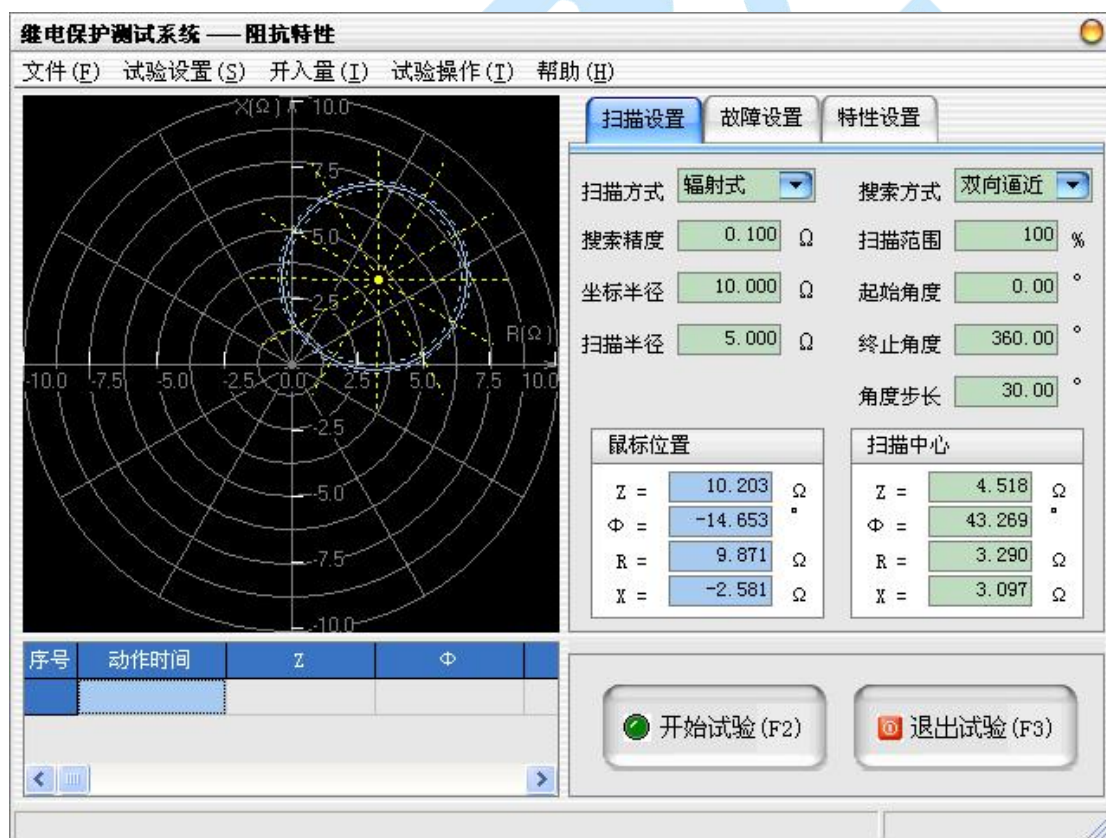 继电保护测试系统 —— 阻抗特性
文件(F) 试验设置(S) 开入量(I) 试验操作(T) 帮助(H)
X(Ω) 10.0
7.5
5.0
2.5
R(Ω)
-10.0 -7.5 -5.0 -2.5 0.0 2.5 5.0 7.5 10.0
-2.5
-5.0
-7.5
-10.0
扫描设置 故障设置 特性设置
扫描方式 辐射式 搜索方式 双向逼近
搜索精度 0.100 Ω 扫描范围 100 %
坐标半径 10.000 Ω 起始角度 0.00 °
扫描半径 5.000 Ω 终止角度 360.00 °
角度步长 30.00 °
鼠标位置 扫描中心
Z = 10.203 Ω Z = 4.518 Ω
Φ = -14.653 ° Φ = 43.269 °
R = 9.871 Ω R = 3.290 Ω
X = -2.581 Ω X = 3.097 Ω
序号 动作时间 Z Φ
开始试验(F2) 退出试验(F3)